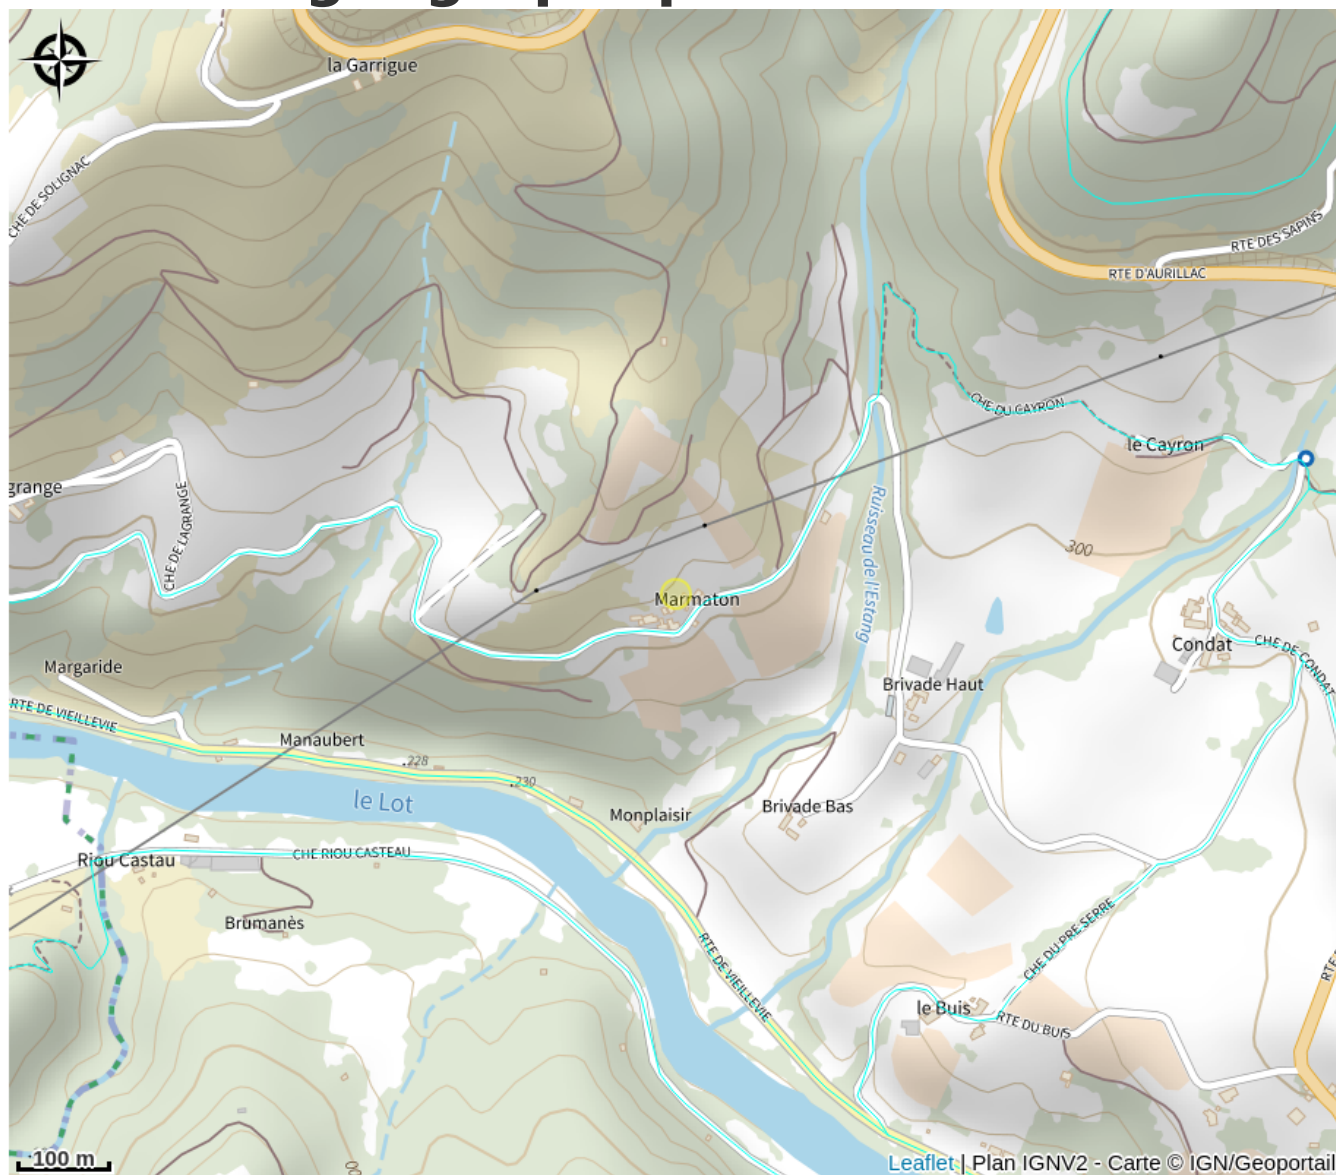 la Garrigue
CHE DE SOLIGNAC
RTE DES SAPINS
RTE D'AURILLAC
CHE DU CAYRON
le Cayron
grange
CHE DE LAGRANGE
300
Ruisseau de l'Estang
Marmaton
Condat
CHE DE CONDAT
Margaride
Brivade Haut
RTE DE VIEILLEVIE
Manaubert
228
230
le Lot
Monplaisir
Brivade Bas
Riou Castau
CHE RIOU CASTEAU
Brumanès
CHE DU PRE SERRE
RTE DE VIEILLEVIE
le Buis
RTE DU BUIS
RTE
100 m
Leaflet | Plan IGNV2 - Carte © IGN/Geoportail